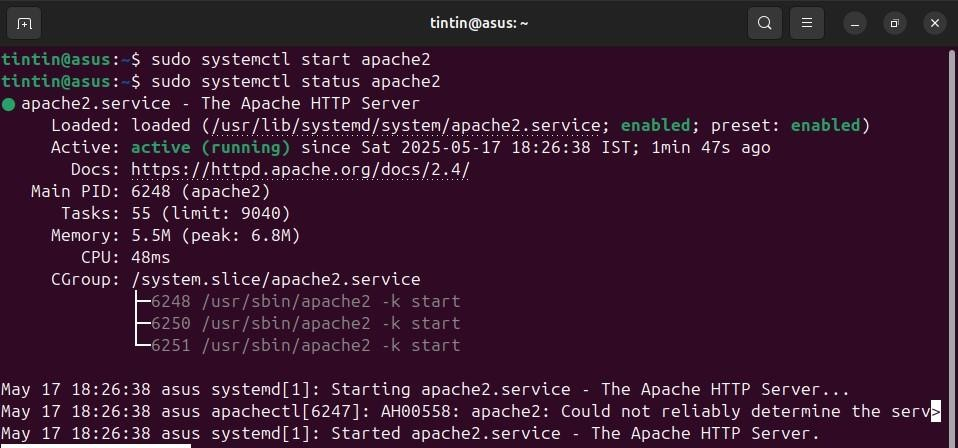 tintin@asus: ~
tintin@asus:~$ sudo systemctl start apache2
tintin@asus:~$ sudo systemctl status apache2
● apache2.service - The Apache HTTP Server
Loaded: loaded (/usr/lib/systemd/system/apache2.service; enabled; preset: enabled)
Active: active (running) since Sat 2025-05-17 18:26:38 IST; 1min 47s ago
Docs: https://httpd.apache.org/docs/2.4/
Main PID: 6248 (apache2)
Tasks: 55 (limit: 9040)
Memory: 5.5M (peak: 6.8M)
CPU: 48ms
CGroup: /system.slice/apache2.service
├─6248 /usr/sbin/apache2 -k start
├─6250 /usr/sbin/apache2 -k start
└─6251 /usr/sbin/apache2 -k start
May 17 18:26:38 asus systemd[1]: Starting apache2.service - The Apache HTTP Server...
May 17 18:26:38 asus apachectl[6247]: AH00558: apache2: Could not reliably determine the serv>
May 17 18:26:38 asus systemd[1]: Started apache2.service - The Apache HTTP Server.